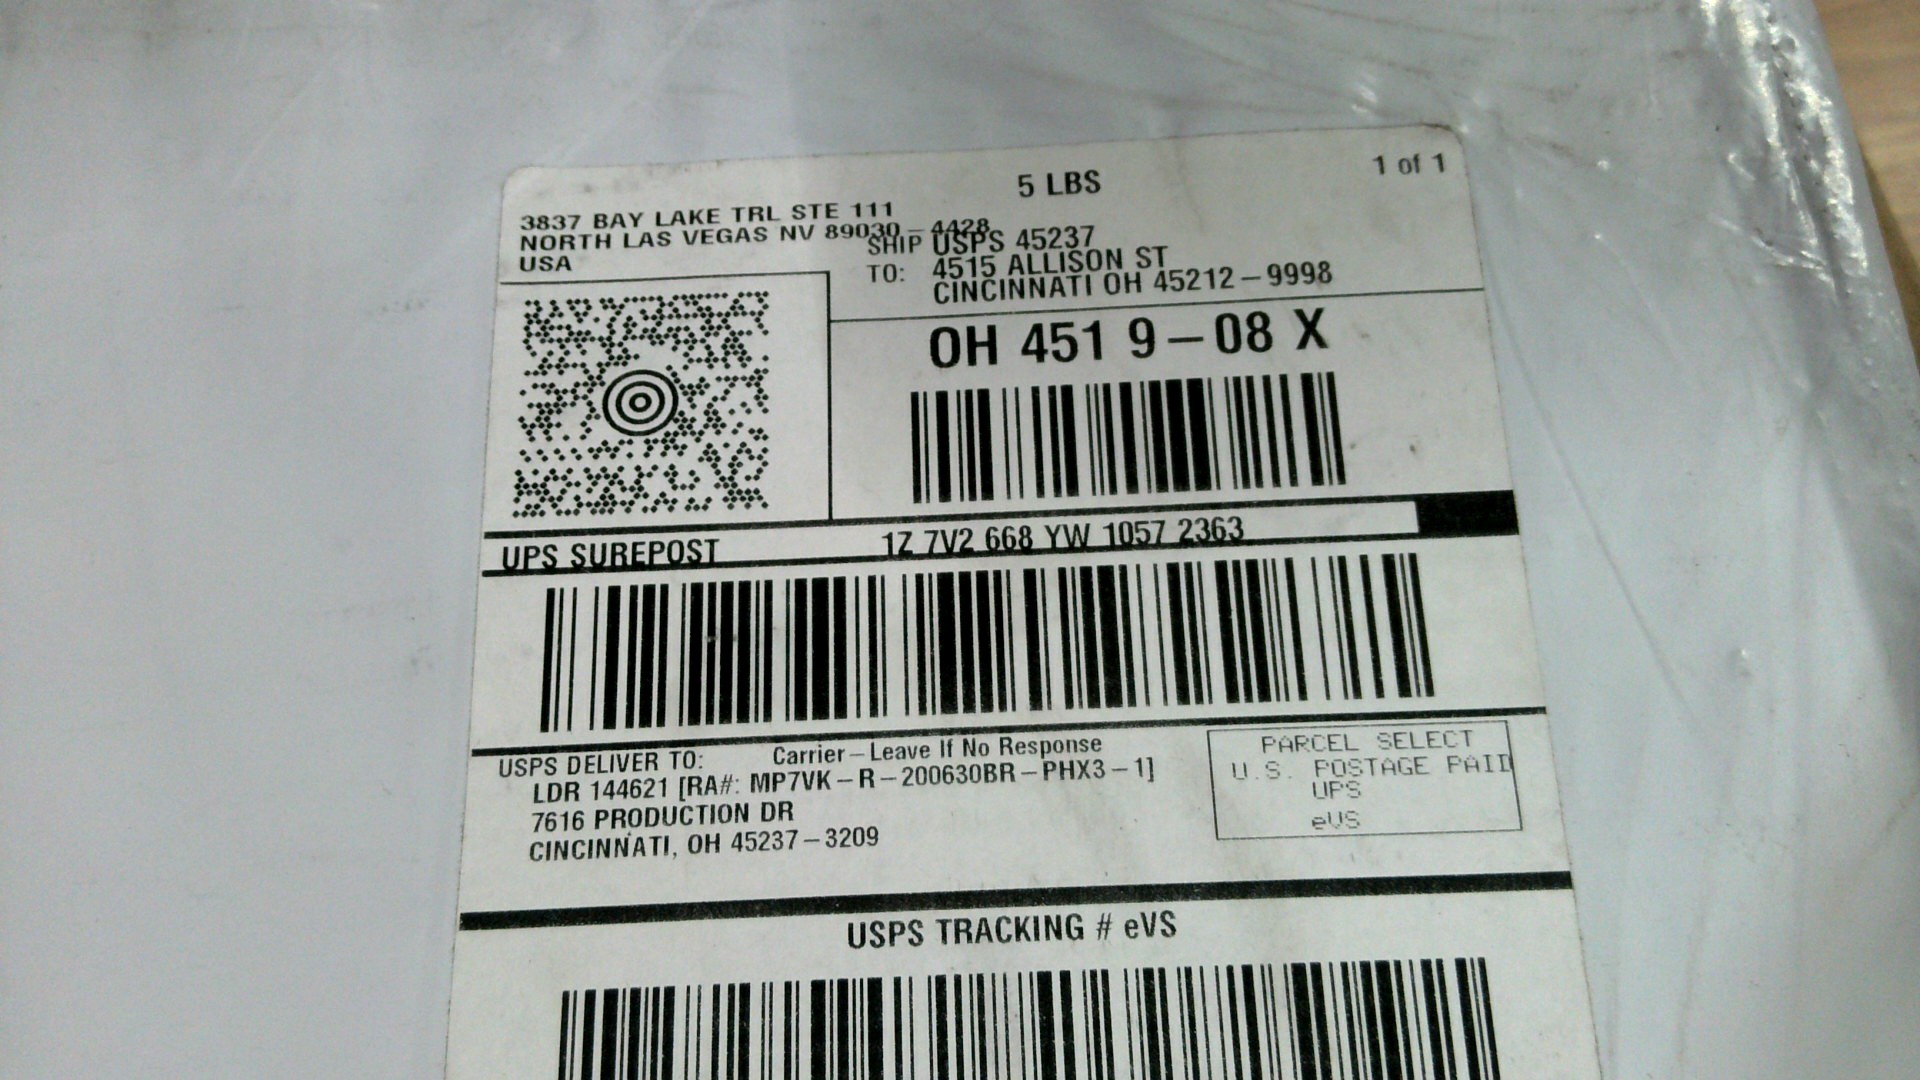 5 LBS
1 of 1
3837 BAY LAKE TRL STE 111
NORTH LAS VEGAS NV 89030-4428
USA
SHIP TO:
USPS 45237
4515 ALLISON ST
CINCINNATI OH 45212-9998
OH 451 9-08 X
UPS SUREPOST
1Z 7V2 668 YW 1057 2363
USPS DELIVER TO:
Carrier-Leave If No Response
LDR 144621 [RA#: MP7VK-R-200630BR-PHX3-1]
7616 PRODUCTION DR
CINCINNATI, OH 45237-3209
PARCEL SELECT
U.S. POSTAGE PAID
UPS
eVS
USPS TRACKING # eVS